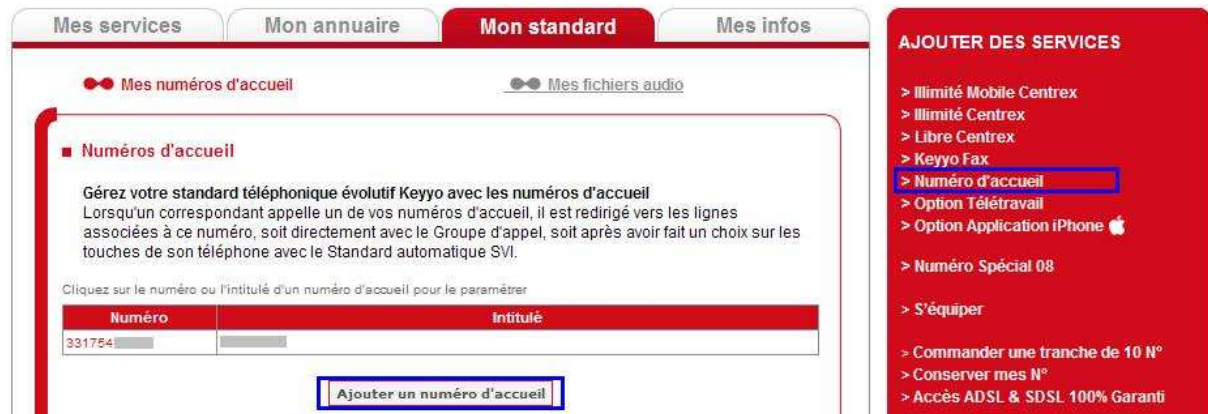 Mes services
Mon annuaire
Mon standard
Mes infos
Mes numéros d'accueil
Mes fichiers audio
Numéros d'accueil
Gérez votre standard téléphonique évolutif Keyyo avec les numéros d'accueil
Lorsqu'un correspondant appelle un de vos numéros d'accueil, il est redirigé vers les lignes
associées à ce numéro, soit directement avec le Groupe d'appel, soit après avoir fait un choix sur les
touches de son téléphone avec le Standard automatique SVI.
Cliquez sur le numéro ou l'intitulé d'un numéro d'accueil pour le paramétrer
Numéro
Intitulé
331754
Ajouter un numéro d'accueil
AJOUTER DES SERVICES
> Illimité Mobile Centrex
> Illimité Centrex
> Libre Centrex
> Keyyo Fax
> Numéro d'accueil
> Option Télétravail
> Option Application iPhone
> Numéro Spécial 08
> S'équiper
> Commander une tranche de 10 N°
> Conserver mes N°
> Accès ADSL & SDSL 100% Garanti